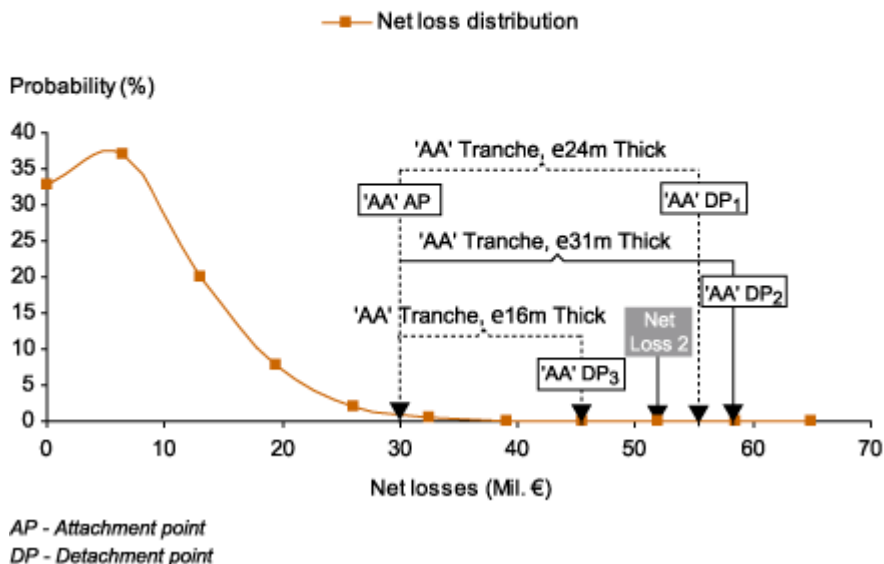 Net loss distribution
Probability (%)
40
35
30
25
20
15
10
5
0
'AA' Tranche, e24m Thick
'AA' AP
'AA' DP1
'AA' Tranche, e31m Thick
'AA' DP2
'AA' Tranche, e16m Thick
Net
Loss 2
'AA' DP3
0 10 20 30 40 50 60 70
Net losses (Mil. €)
AP - Attachment point
DP - Detachment point